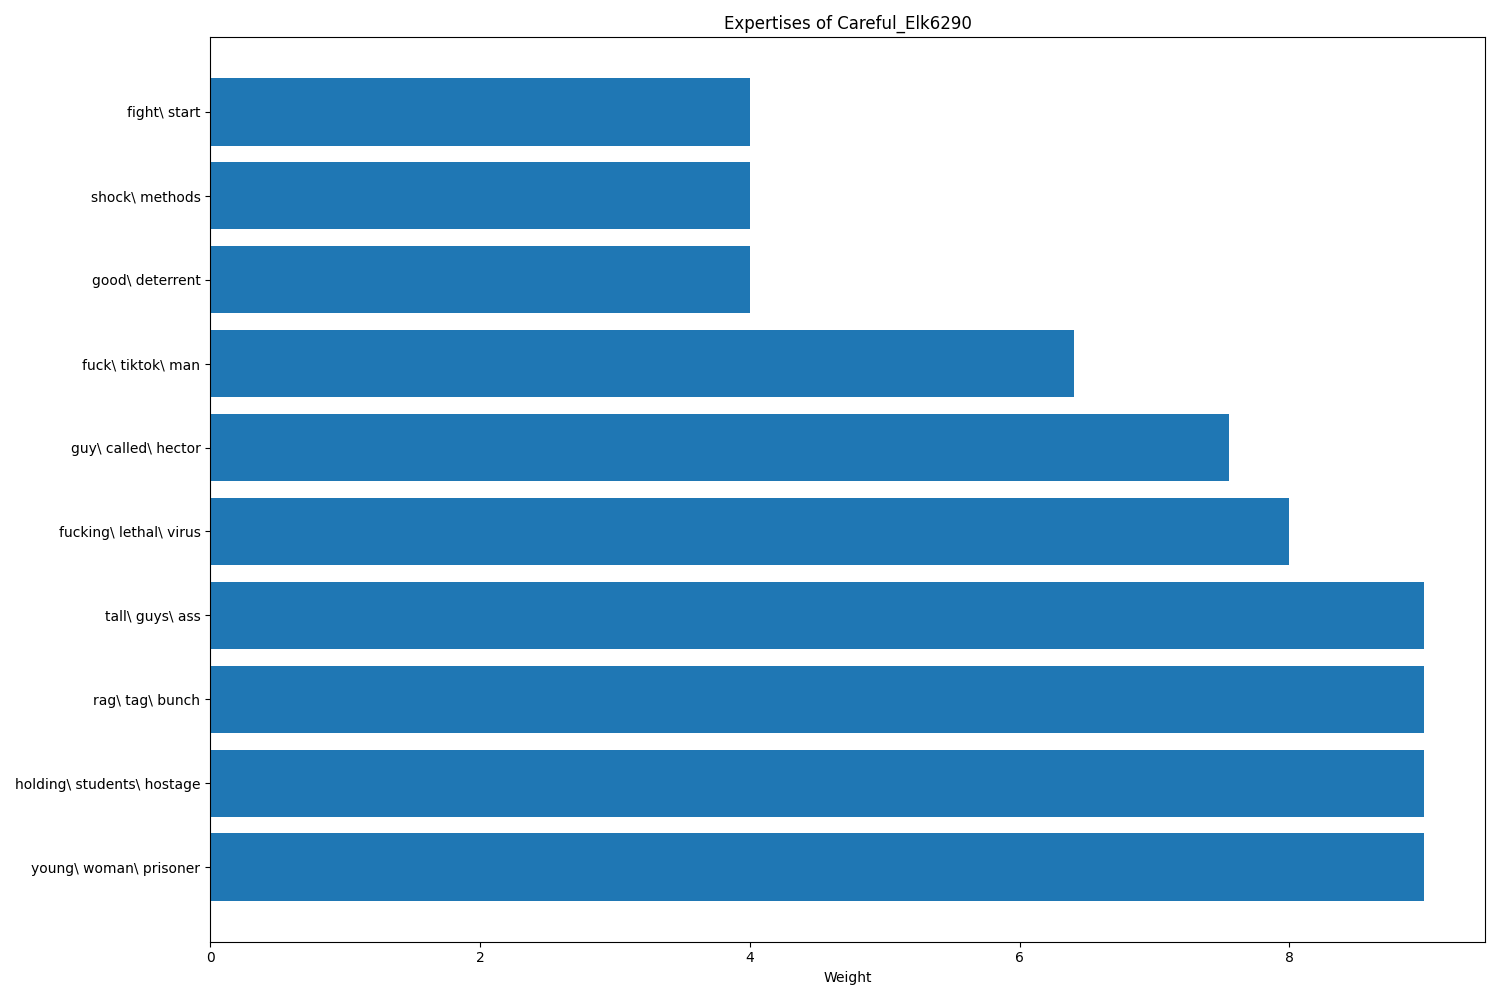 Expertises of Careful_Elk6290
fight\ start
shock\ methods
good\ deterrent
fuck\ tiktok\ man
guy\ called\ hector
fucking\ lethal\ virus
tall\ guys\ ass
rag\ tag\ bunch
holding\ students\ hostage
young\ woman\ prisoner
0 2 4 6 8
Weight